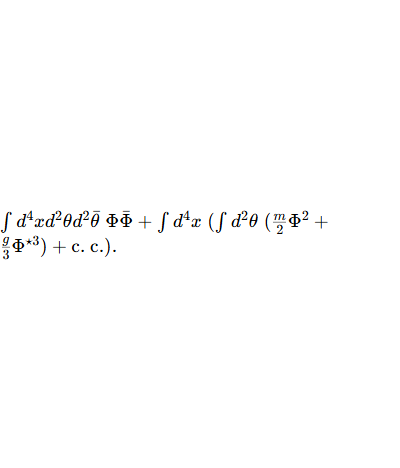 ∫ d⁴xd²θd²θ̄ ΦΦ̄ + ∫ d⁴x (∫ d²θ (m/2 Φ² +
g/3 Φ⋆³) + c. c.).